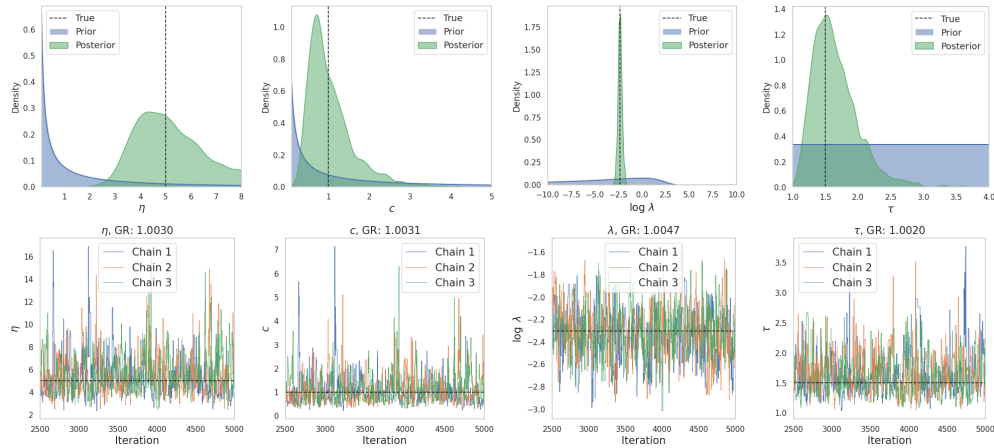 True
Prior
Posterior
Density
0.0
0.1
0.2
0.3
0.4
0.5
0.6
1 2 3 4 5 6 7 8
η
True
Prior
Posterior
Density
0.0
0.2
0.4
0.6
0.8
1.0
1 2 3 4 5
c
True
Prior
Posterior
Density
0.00
0.25
0.50
0.75
1.00
1.25
1.50
1.75
−10.0 −7.5 −5.0 −2.5 0.0 2.5 5.0 7.5 10.0
log λ
True
Prior
Posterior
Density
0.0
0.2
0.4
0.6
0.8
1.0
1.2
1.4
1.0 1.5 2.0 2.5 3.0 3.5 4.0
τ
η, GR: 1.0030
Chain 1
Chain 2
Chain 3
η
16
14
12
10
8
6
4
2
2500 3000 3500 4000 4500 5000
Iteration
c, GR: 1.0031
Chain 1
Chain 2
Chain 3
c
7
6
5
4
3
2
1
0
2500 3000 3500 4000 4500 5000
Iteration
λ, GR: 1.0047
Chain 1
Chain 2
Chain 3
log λ
−1.6
−1.8
−2.0
−2.2
−2.4
−2.6
−2.8
−3.0
2500 3000 3500 4000 4500 5000
Iteration
τ, GR: 1.0020
Chain 1
Chain 2
Chain 3
τ
3.5
3.0
2.5
2.0
1.5
1.0
2500 3000 3500 4000 4500 5000
Iteration